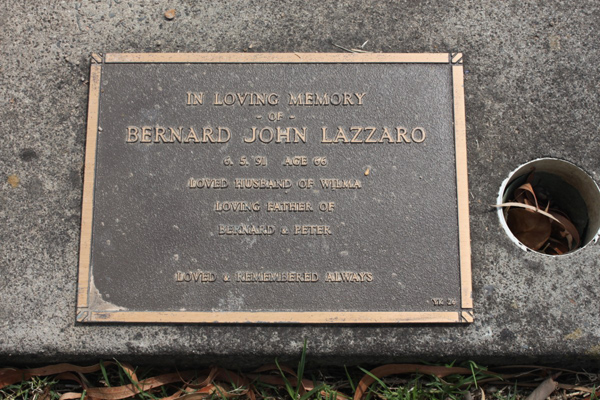 IN LOVING MEMORY
- OF -
BERNARD JOHN LAZZARO
6. 5. '91 AGE 66
LOVED HUSBAND OF WILMA
LOVING FATHER OF
BERNARD & PETER
LOVED & REMEMBERED ALWAYS